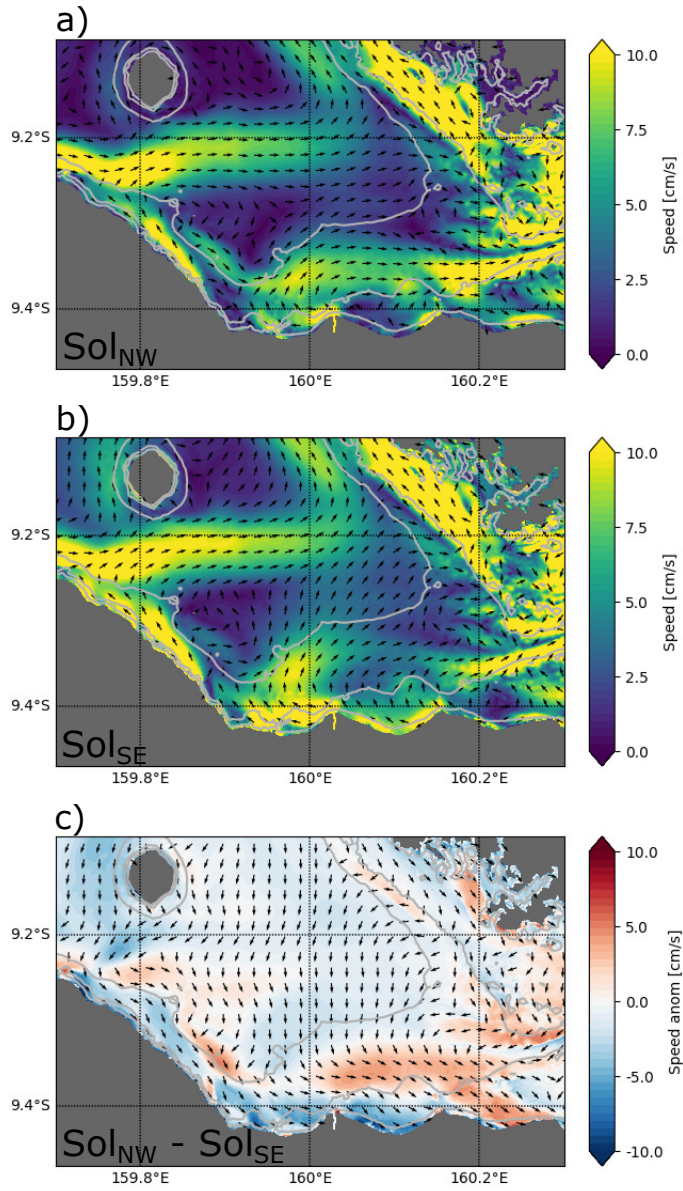 a)
10.0
9.2°S
7.5
5.0
Speed [cm/s]
2.5
9.4°S
Sol_NW
0.0
159.8°E 160°E 160.2°E
b)
10.0
9.2°S
7.5
5.0
Speed [cm/s]
2.5
9.4°S
Sol_SE
0.0
159.8°E 160°E 160.2°E
c)
10.0
9.2°S
5.0
0.0
Speed anom [cm/s]
-5.0
9.4°S
Sol_NW - Sol_SE
-10.0
159.8°E 160°E 160.2°E